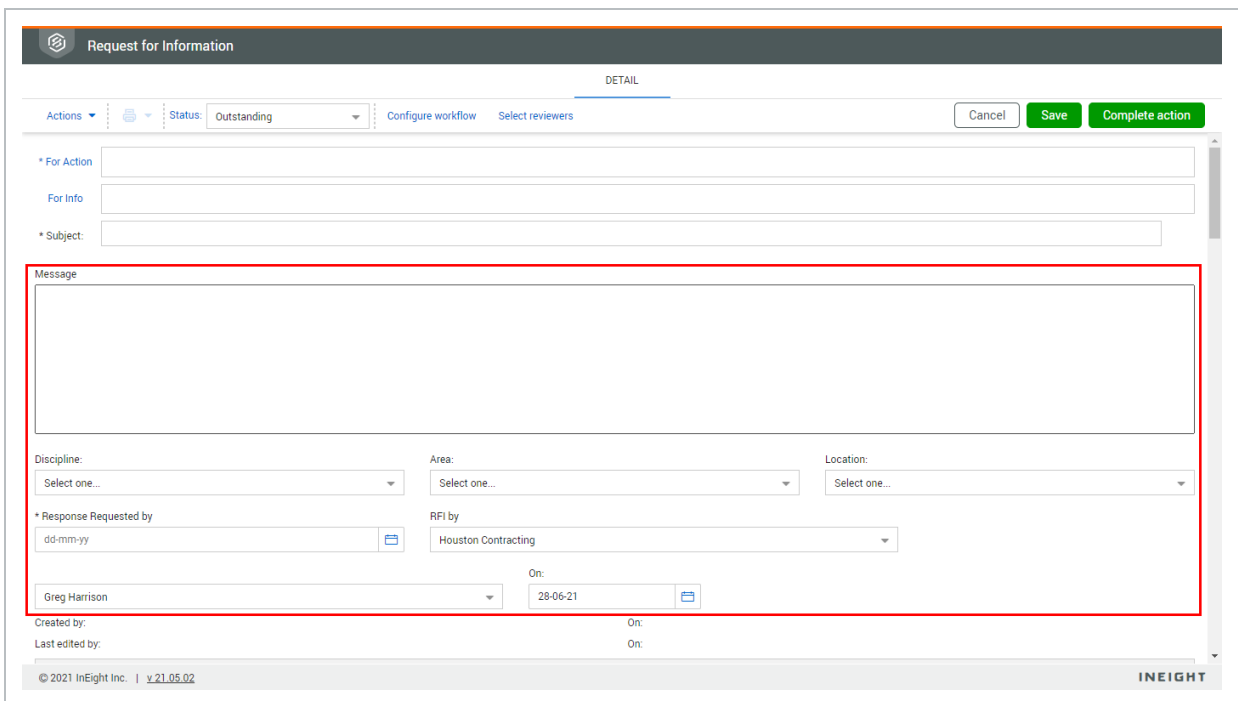 Request for Information
DETAIL
Actions Status: Outstanding Configure workflow Select reviewers Cancel Save Complete action
* For Action
For Info
* Subject:
Message
Discipline: Area: Location:
Select one... Select one... Select one...
* Response Requested by RFI by
dd-mm-yy Houston Contracting
On:
Greg Harrison 28-06-21
Created by: On:
Last edited by: On:
© 2021 InEight Inc. | v 21.05.02 INEIGHT